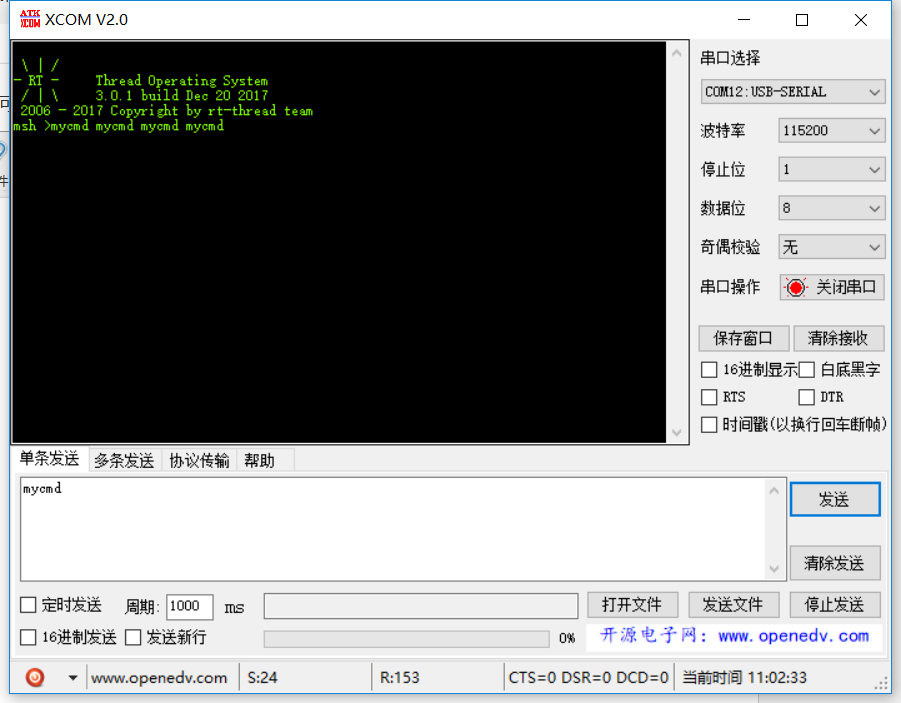 ATK XCOM XCOM V2.0
\ | /
- RT -     Thread Operating System
/ | \     3.0.1 build Dec 20 2017
2006 - 2017 Copyright by rt-thread team
msh >mycmd mycmd mycmd mycmd
串口选择
COM12:USB-SERIAL
波特率 115200
停止位 1
数据位 8
奇偶校验 无
串口操作 关闭串口
保存窗口 清除接收
16进制显示 白底黑字
RTS DTR
时间戳(以换行回车断帧)
单条发送 多条发送 协议传输 帮助
mycmd
发送
清除发送
定时发送 周期: 1000 ms 打开文件 发送文件 停止发送
16进制发送 发送新行 0% 开源电子网：www.openedv.com
www.openedv.com S:24 R:153 CTS=0 DSR=0 DCD=0 当前时间 11:02:33